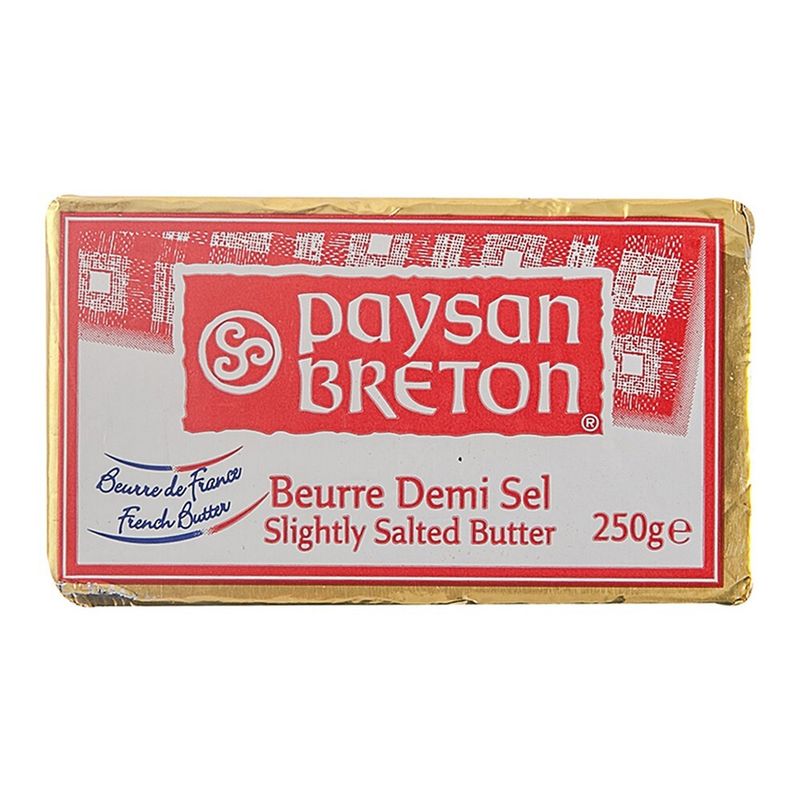 paysan
BRETON®
Beurre de France
French Butter
Beurre Demi Sel
Slightly Salted Butter
250g e